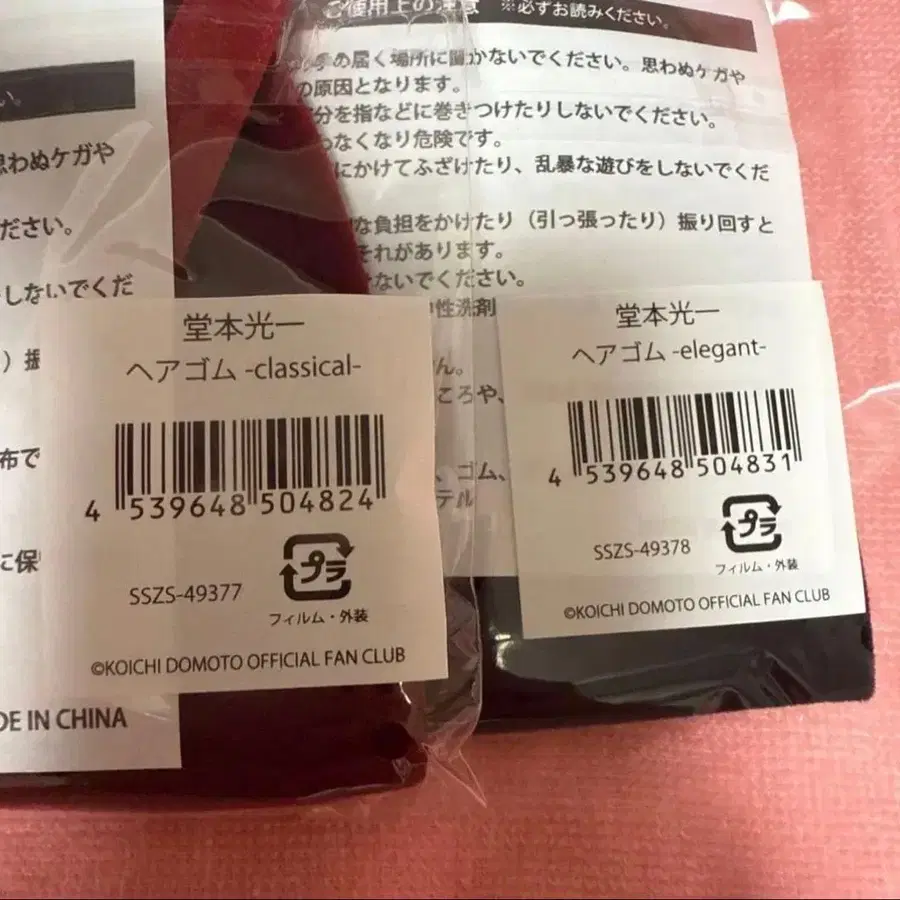 い。
思わぬケガや
ださい。
しないでくだ
）振
布で
に保
DE IN CHINA
ご使用上の注意 ※必ずお読みください。
手の届く場所に置かないでください。思わぬケガや
の原因となります。
分を指などに巻きつけたりしないでください。
らなくなり危険です。
にかけてふざけたり、乱暴な遊びをしないでくだ
な負担をかけたり（引っ張ったり）振り回すと
それがあります。
ないでください。
中性洗剤
ん。
ころや、
、ゴム、
テル
堂本光一
ヘアゴム -classical-
4 539648 504824
SSZS-49377
プラ
フィルム・外装
©KOICHI DOMOTO OFFICIAL FAN CLUB
堂本光一
ヘアゴム -elegant-
4 539648 504831
SSZS-49378
プラ
フィルム・外装
©KOICHI DOMOTO OFFICIAL FAN CLUB